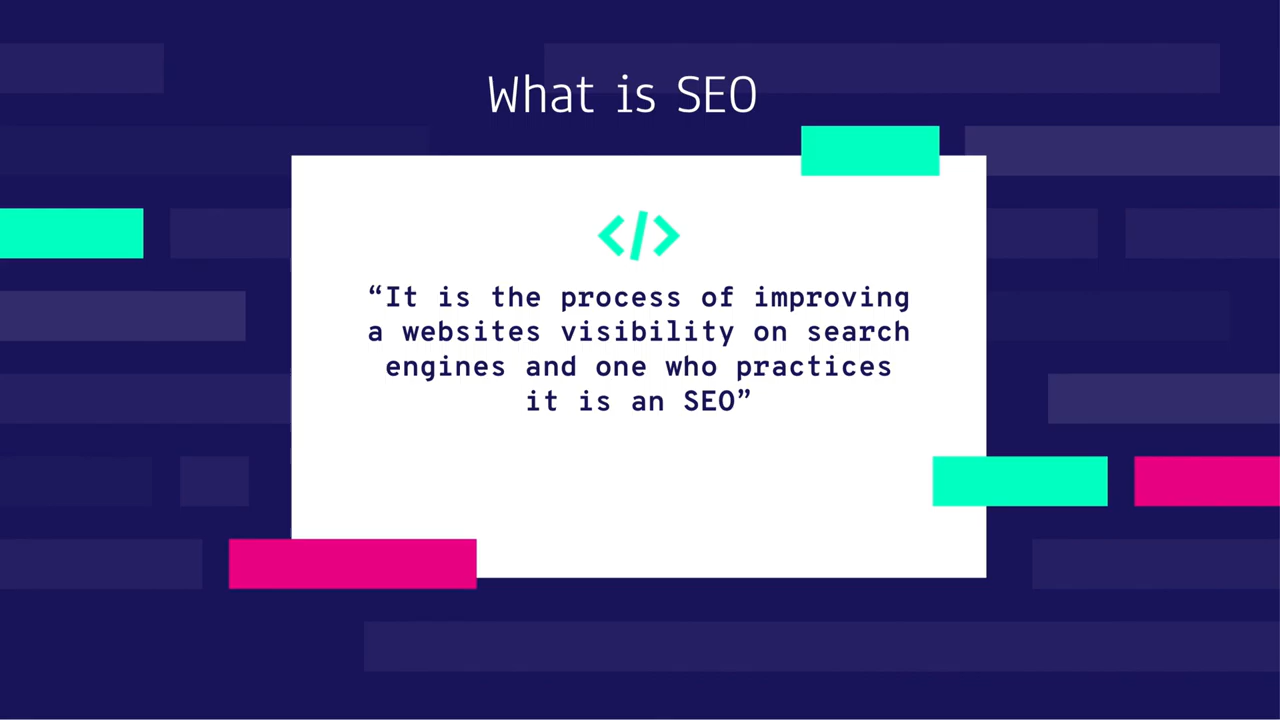 What is SEO
</>
“It is the process of improving
a websites visibility on search
engines and one who practices
it is an SEO”